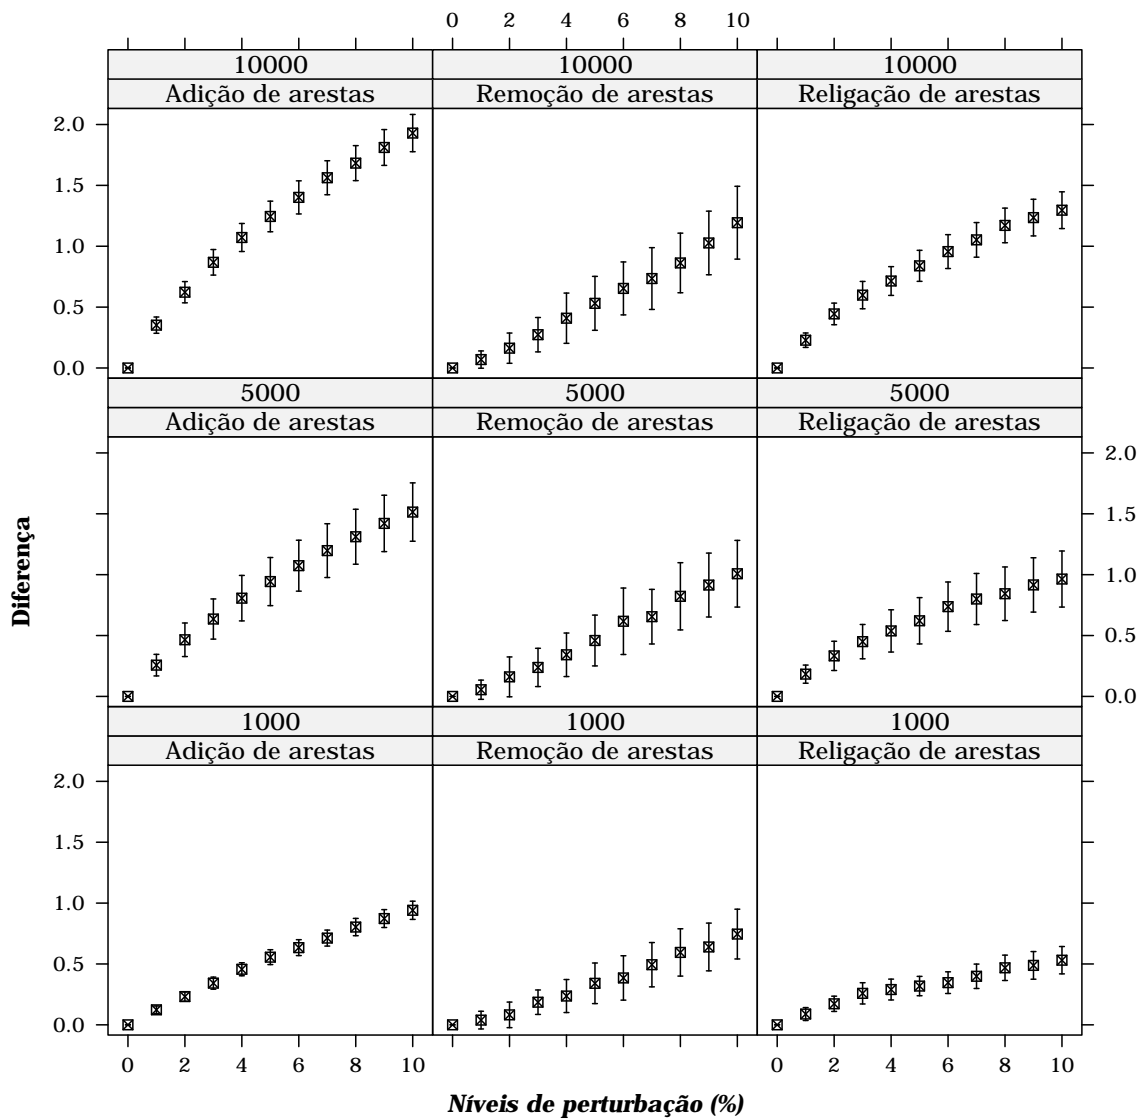 0 2 4 6 8 10
10000 10000 10000
Adição de arestas Remoção de arestas Religação de arestas
2.0
1.5
1.0
0.5
0.0
5000 5000 5000
Adição de arestas Remoção de arestas Religação de arestas
2.0
1.5
1.0
0.5
0.0
Diferença
1000 1000 1000
Adição de arestas Remoção de arestas Religação de arestas
2.0
1.5
1.0
0.5
0.0
0 2 4 6 8 10 0 2 4 6 8 10
Níveis de perturbação (%)